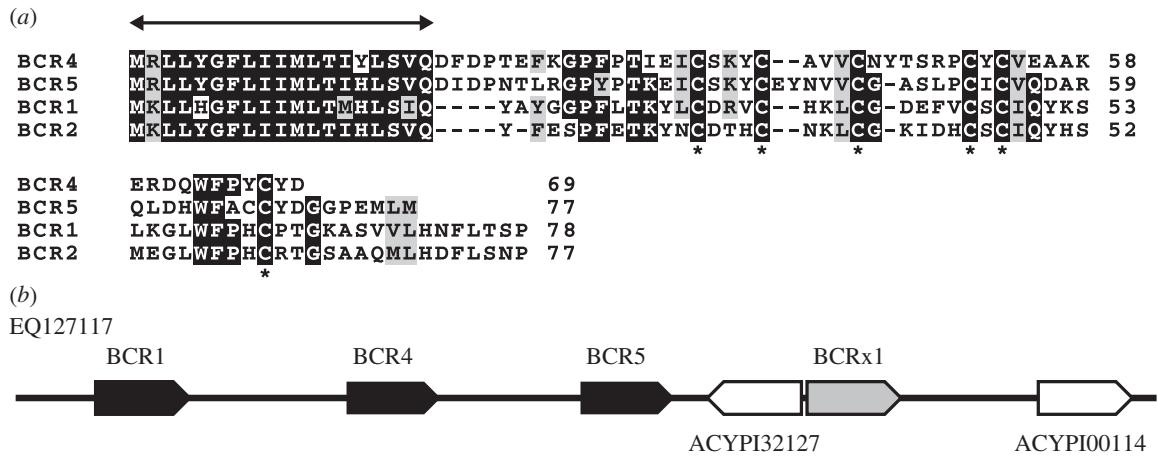 (a)
BCR4 MRLLYGFLIIMLTIYLSVQDFDPTEFKGPFPTIEICSKYC--AVVCNYTSRPCYCVEAAK 58
BCR5 MRLLYGFLIIMLTIHLSVQDIDPNTLRGPYPTKEICSKYCEYNVVCG-ASLPCICVQDAR 59
BCR1 MKLLHGFLIIMLTMHLSIQ----YAYGGPFLTKYLCDRVC--HKLCG-DEFVCSCIQYKS 53
BCR2 MKLLYGFLIIMLTIHLSVQ----Y-FESPFETKYNCDTHC--NKLCG-KIDHCSCIQYHS 52
* * * * *
BCR4 ERDQWFPYCYD 69
BCR5 QLDHWFACCYDGGPEMLM 77
BCR1 LKGLWFPHCPTGKASVVLHNFLTSP 78
BCR2 MEGLWFPHCRTGSAAQMLHDFLSNP 77
*
(b)
EQ127117
BCR1 BCR4 BCR5 BCRx1
ACYPI32127 ACYPI00114